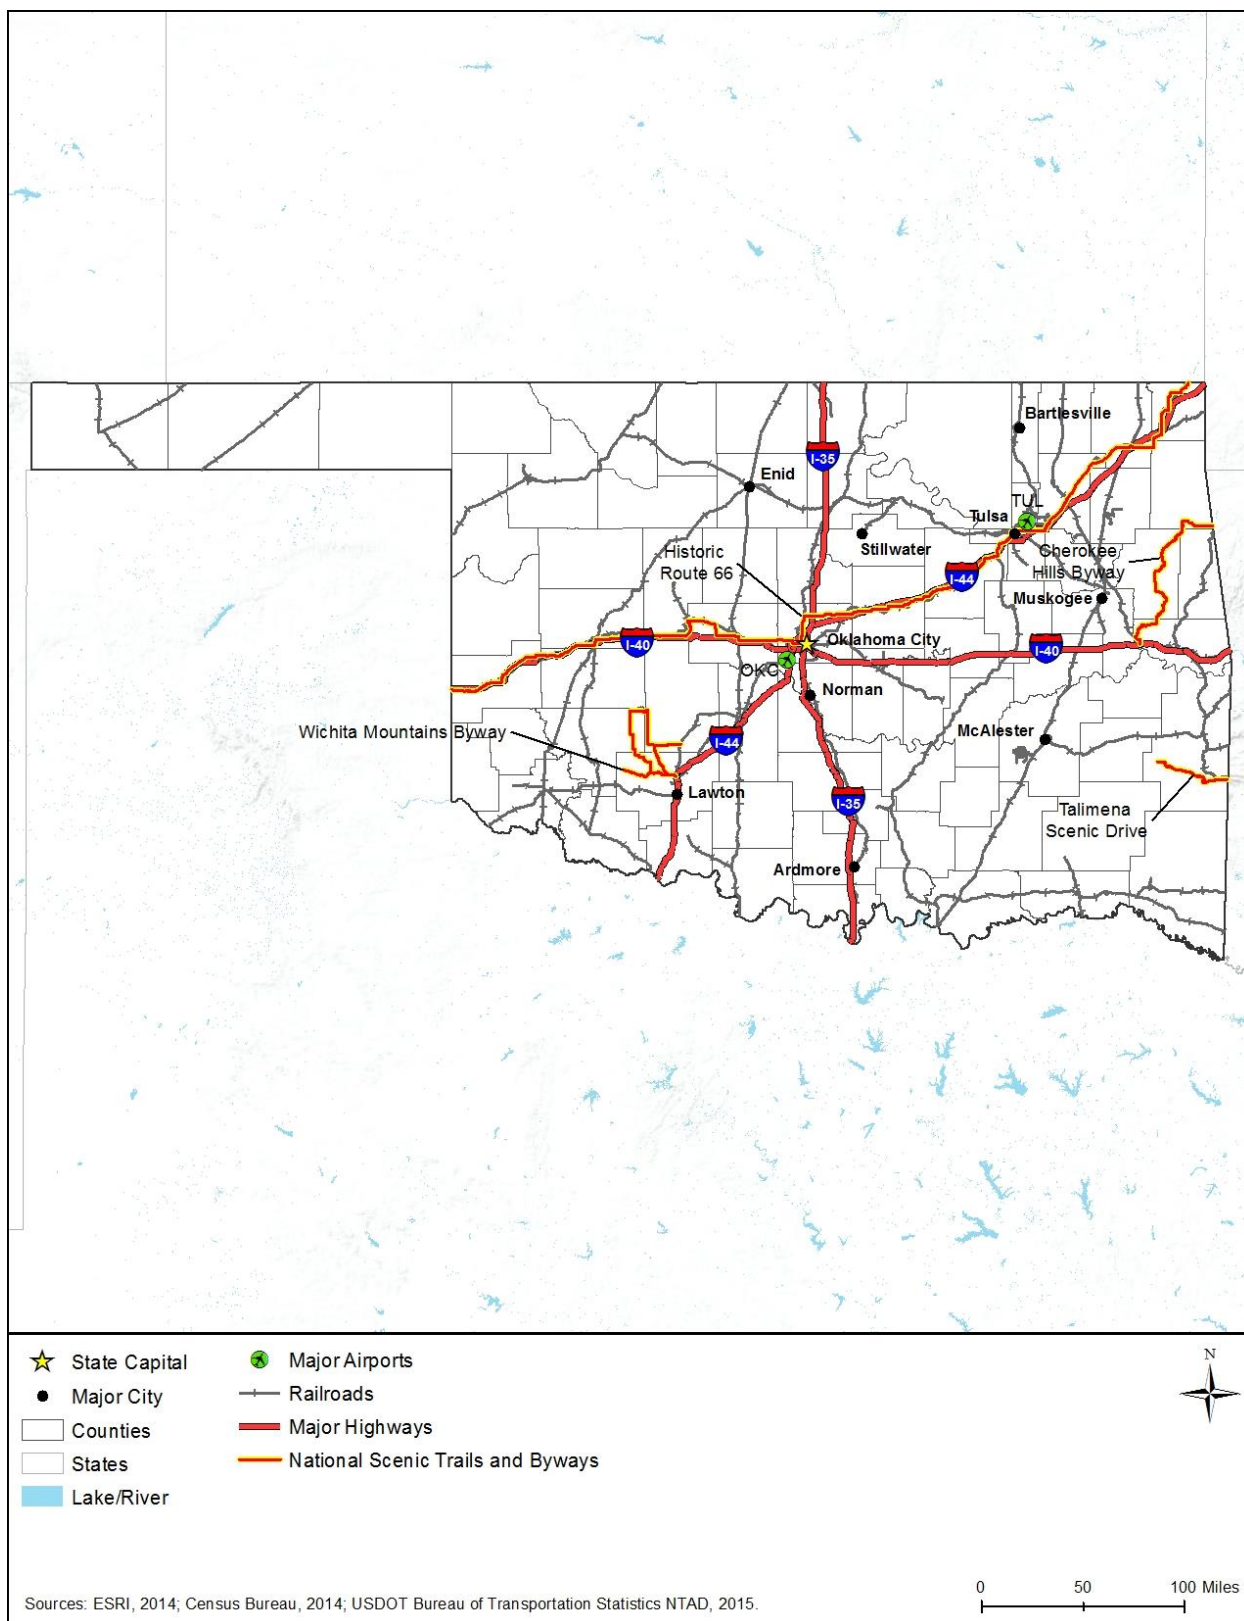 Bartlesville
I-35
Enid
TUL
Tulsa
Stillwater
Historic
Route 66
Cherokee
Hills Byway
I-44
Muskogee
Oklahoma City
I-40
I-40
OKC
Norman
Wichita Mountains Byway
I-44
McAlester
Lawton
I-35
Talimena
Scenic Drive
Ardmore
State Capital
Major City
Counties
States
Lake/River
Major Airports
Railroads
Major Highways
National Scenic Trails and Byways
N
0 50 100 Miles
Sources: ESRI, 2014; Census Bureau, 2014; USDOT Bureau of Transportation Statistics NTAD, 2015.